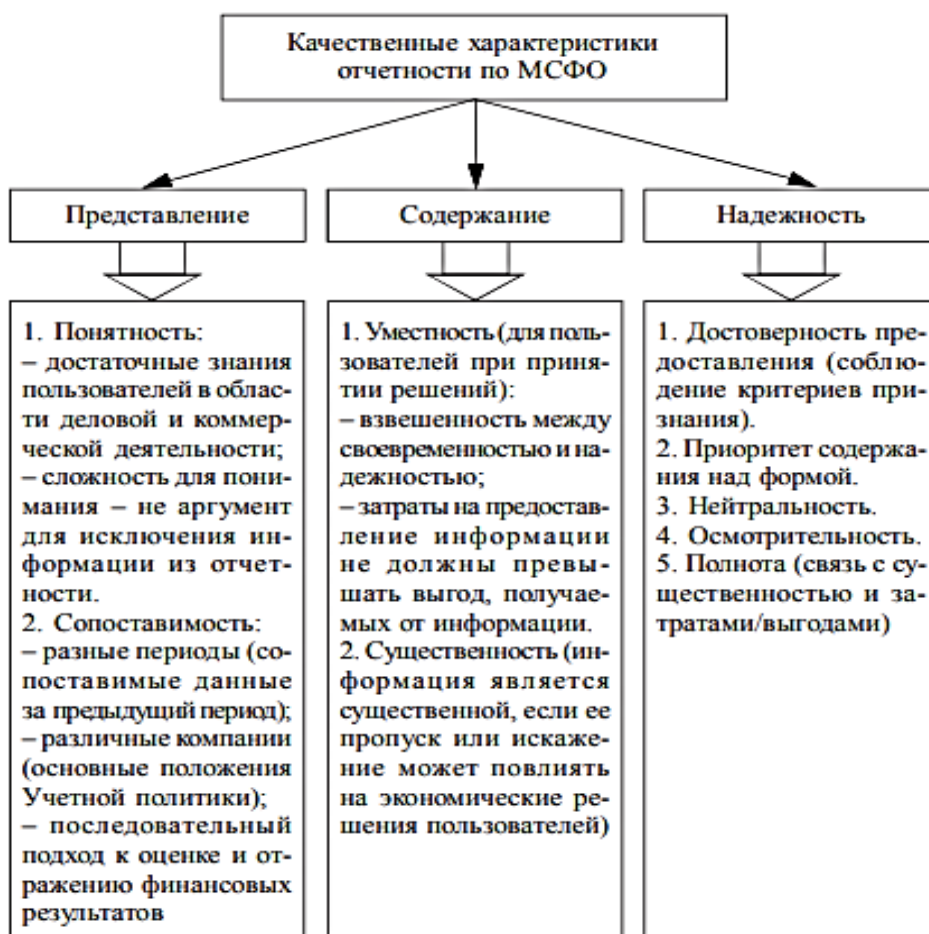 Качественные характеристики
отчетности по МСФО
Представление
Содержание
Надежность
1. Понятность:
– достаточные знания
пользователей в облас-
ти деловой и коммер-
ческой деятельности;
– сложность для пони-
мания – не аргумент
для исключения ин-
формации из отчет-
ности.
2. Сопоставимость:
– разные периоды (со-
поставимые данные
за предыдущий период);
– различные компании
(основные положения
Учетной политики);
– последовательный
подход к оценке и от-
ражению финансовых
результатов
1. Уместность (для поль-
зователей при приня-
тии решений):
– взвешенность между
своевременностью и на-
дежностью;
– затраты на предостав-
ление информации
не должны превы-
шать выгод, получае-
мых от информации.
2. Существенность (ин-
формация является
существенной, если ее
пропуск или искаже-
ние может повлиять
на экономические ре-
шения пользователей)
1. Достоверность пре-
доставления (соблю-
дение критериев при-
знания).
2. Приоритет содержа-
ния над формой.
3. Нейтральность.
4. Осмотрительность.
5. Полнота (связь с су-
щественностью и за-
тратами/выгодами)